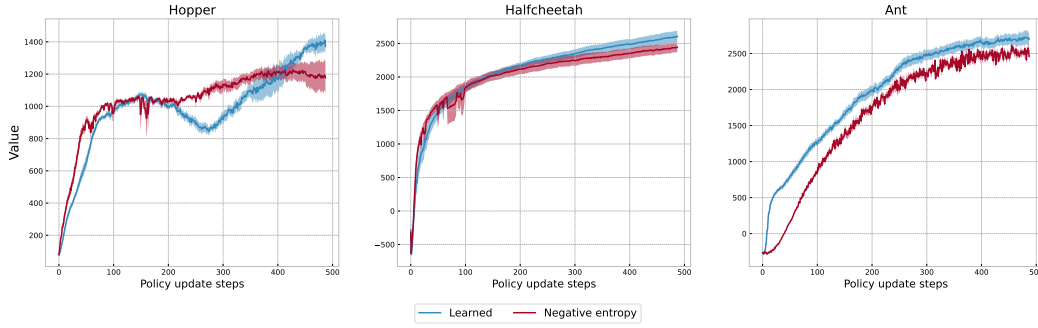 Hopper
Value
1400
1200
1000
800
600
400
200
0 100 200 300 400 500
Policy update steps
Halfcheetah
2500
2000
1500
1000
500
0
−500
0 100 200 300 400 500
Policy update steps
Ant
2500
2000
1500
1000
500
0
0 100 200 300 400 500
Policy update steps
Learned Negative entropy